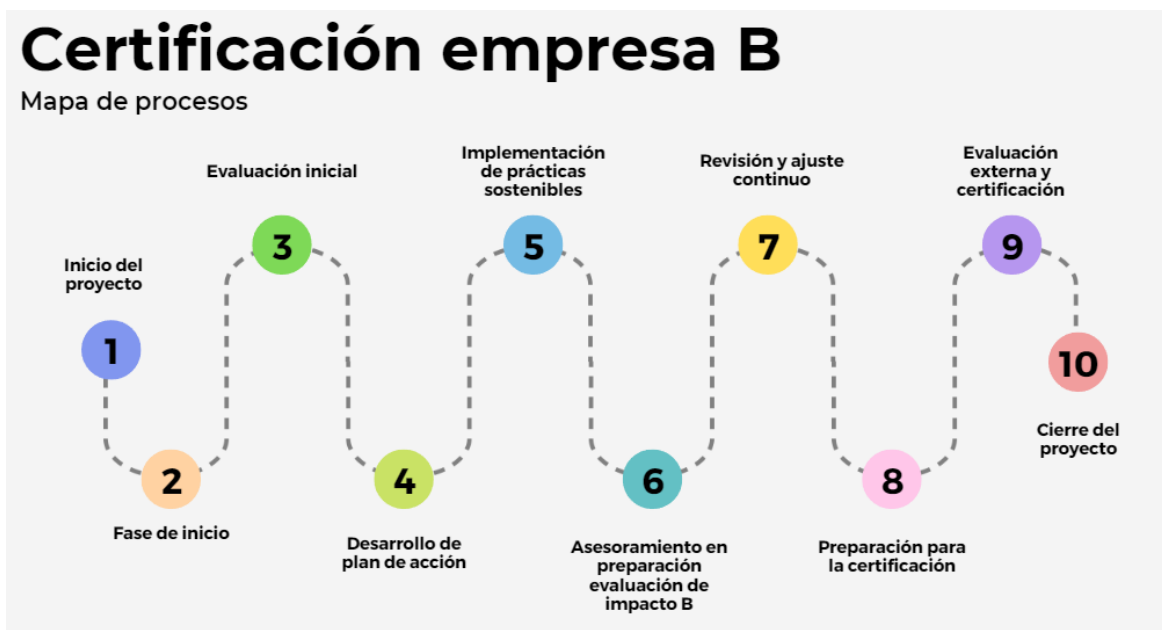 Certificación empresa B
Mapa de procesos
Inicio del
proyecto
1
2
Fase de inicio
Evaluación inicial
3
4
Desarrollo de
plan de acción
Implementación
de prácticas
sostenibles
5
6
Asesoramiento en
preparación
evaluación de
impacto B
Revisión y ajuste
continuo
7
8
Preparación para
la certificación
Evaluación
externa y
certificación
9
10
Cierre del
proyecto